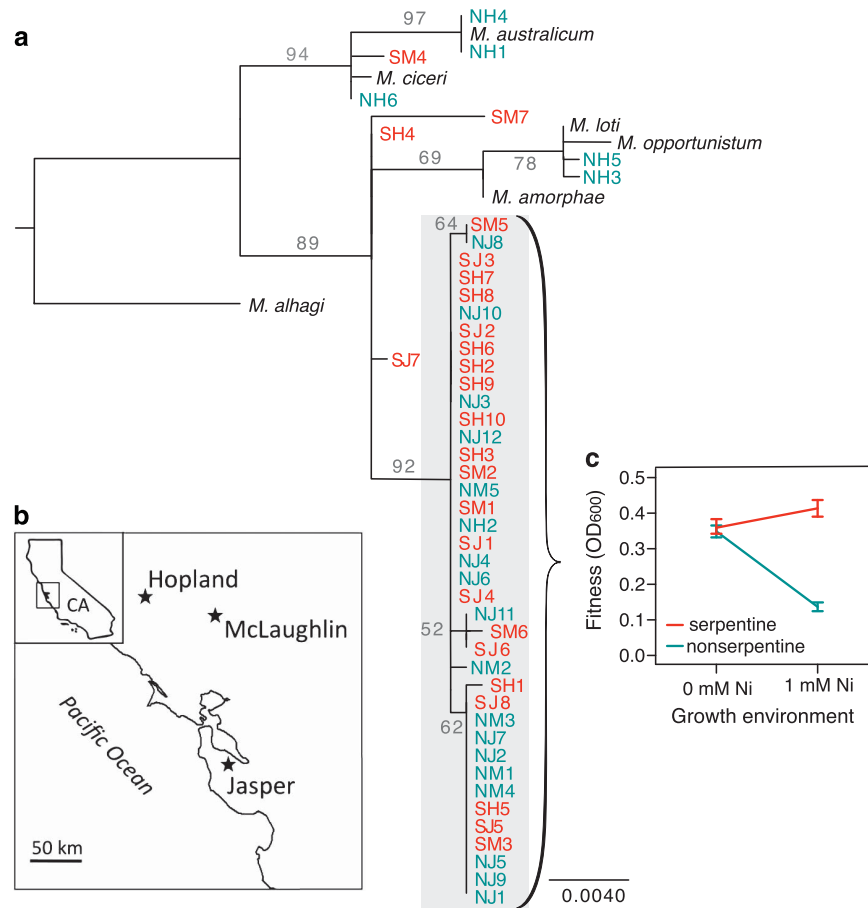 a
97
NH4
M. australicum
NH1
94
SM4
M. ciceri
NH6
SM7
SH4
M. loti
M. opportunistum
69
78
NH5
NH3
M. amorphae
89
64
SM5
NJ8
SJ3
SH7
SH8
NJ10
SJ2
SH6
SH2
SH9
NJ3
SH10
NJ12
SH3
SM2
NM5
SM1
NH2
SJ1
NJ4
NJ6
SJ4
NJ11
52
SM6
SJ6
NM2
SH1
SJ8
62
NM3
NJ7
NJ2
NM1
NM4
SH5
SJ5
SM3
NJ5
NJ9
NJ1
M. alhagi
SJ7
92
0.0040
b
CA
Hopland
McLaughlin
Pacific Ocean
Jasper
50 km
c
Fitness (OD600)
0.5
0.4
0.3
0.2
0.1
0.0
serpentine
nonserpentine
0 mM Ni
1 mM Ni
Growth environment